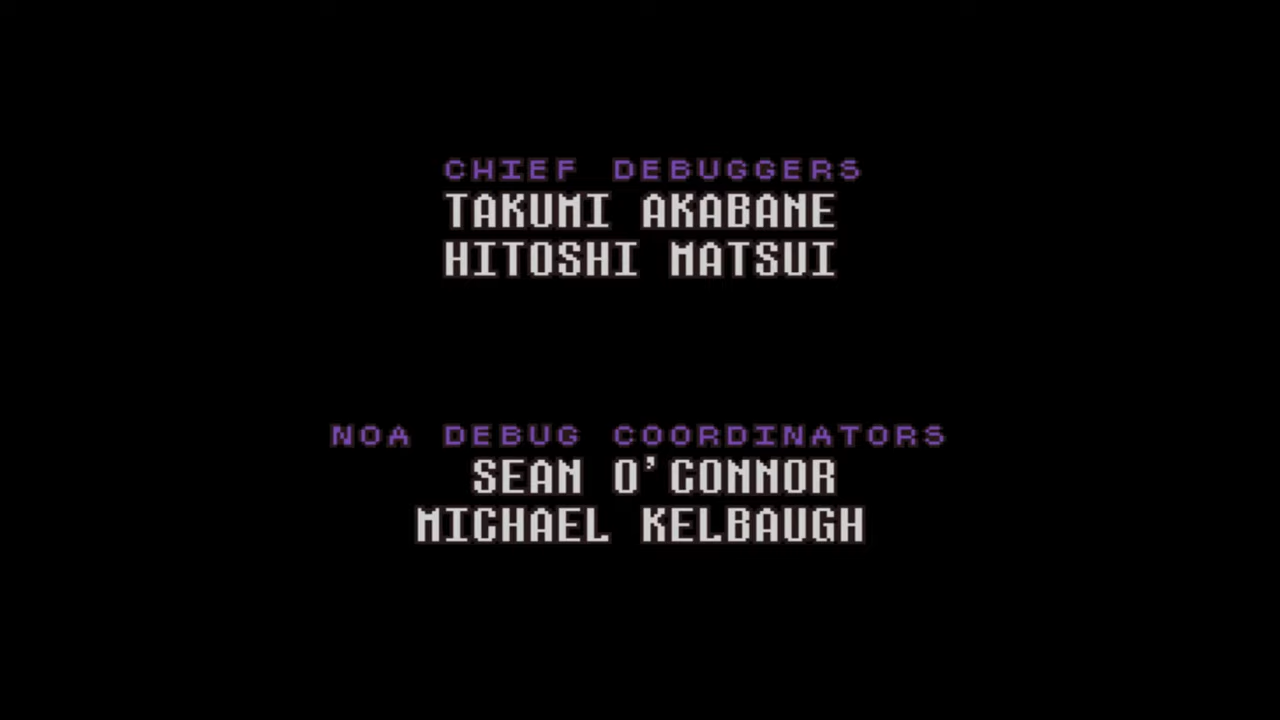 CHIEF DEBUGGERS
TAKUMI AKABANE
HITOSHI MATSUI
NOA DEBUG COORDINATORS
SEAN O'CONNOR
MICHAEL KELBAUGH